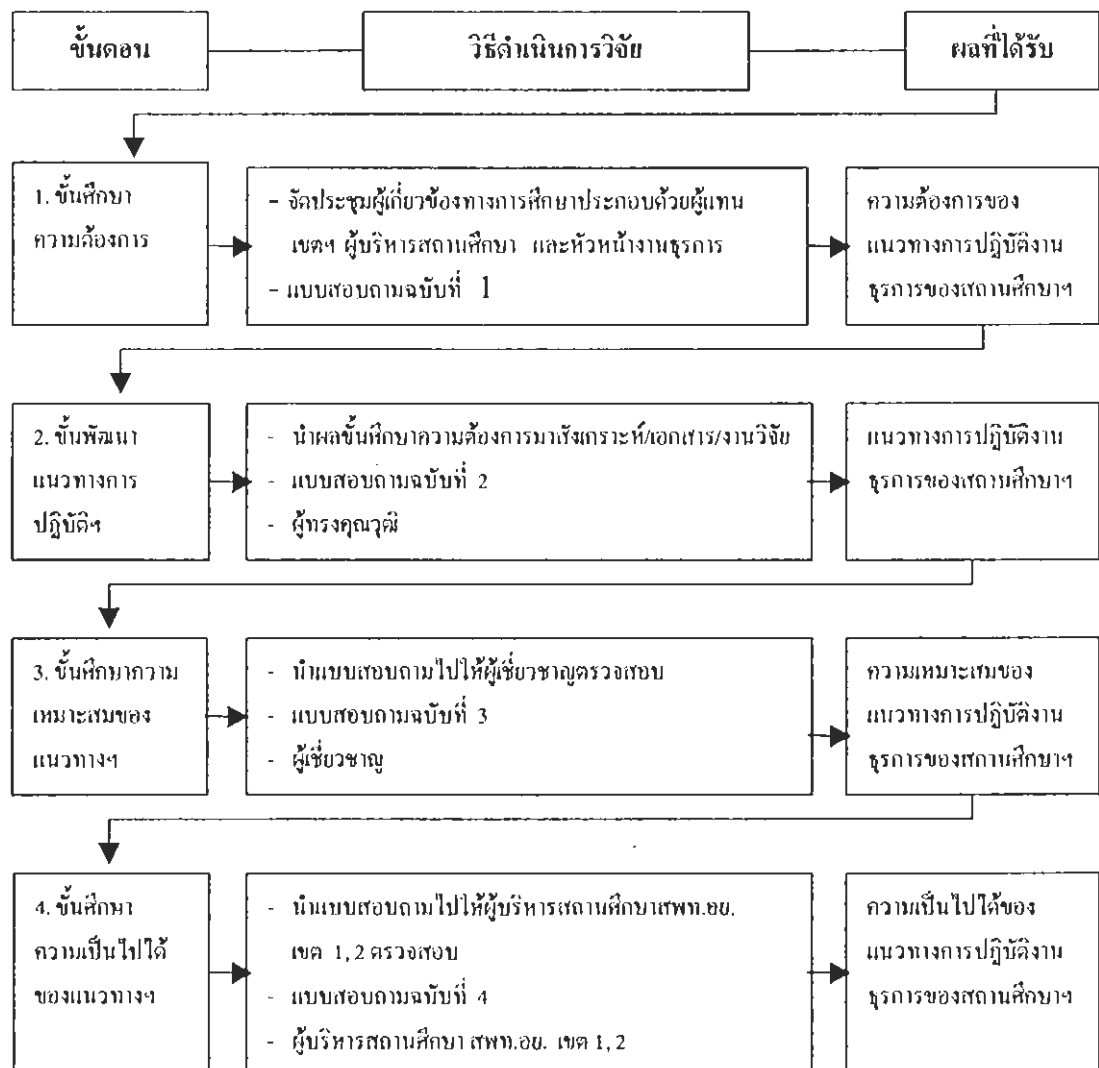 ขั้นตอน
วิธีดำเนินการวิจัย
ผลที่ได้รับ
1. ขั้นศึกษา
ความต้องการ
- จัดประชุมผู้เกี่ยวข้องทางการศึกษาประกอบด้วยผู้แทน
เขตฯ ผู้บริหารสถานศึกษา และหัวหน้างานธุรการ
- แบบสอบถามฉบับที่ 1
ความต้องการของ
แนวทางการปฏิบัติงาน
ธุรการของสถานศึกษาฯ
2. ขั้นพัฒนา
แนวทางการ
ปฏิบัติฯ
- นำผลขั้นศึกษาความต้องการมาสังเกราะห์/เอกสาร/งานวิจัย
- แบบสอบถามฉบับที่ 2
- ผู้ทรงคุณวุฒิ
แนวทางการปฏิบัติงาน
ธุรการของสถานศึกษาฯ
3. ขั้นศึกษาความ
เหมาะสมของ
แนวทางฯ
- นำแบบสอบถามไปให้ผู้เชี่ยวชาญตรวจสอบ
- แบบสอบถามฉบับที่ 3
- ผู้เชี่ยวชาญ
ความเหมาะสมของ
แนวทางการปฏิบัติงาน
ธุรการของสถานศึกษาฯ
4. ขั้นศึกษา
ความเป็นไปได้
ของแนวทางฯ
- นำแบบสอบถามไปให้ผู้บริหารสถานศึกษาสพท.อย.
เขต 1, 2 ตรวจสอบ
- แบบสอบถามฉบับที่ 4
- ผู้บริหารสถานศึกษา สพท.อย. เขต 1, 2
ความเป็นไปได้ของ
แนวทางการปฏิบัติงาน
ธุรการของสถานศึกษาฯ